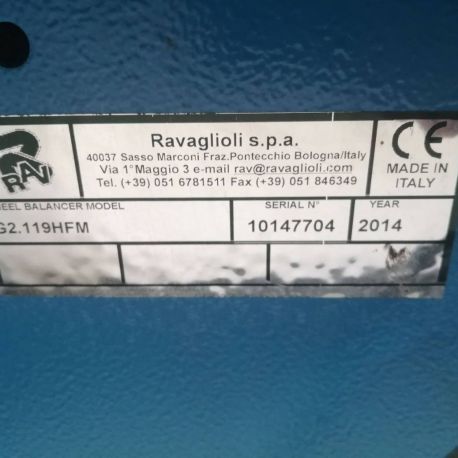 RAV
Ravaglioli s.p.a.
40037 Sasso Marconi Fraz.Pontecchio Bologna/Italy
Via 1°Maggio 3 e-mail rav@ravaglioli.com
Tel. (+39) 051 6781511 Fax (+39) 051 846349
CE
MADE IN
ITALY
EEL BALANCER MODEL
G2.119HFM
SERIAL N°
10147704
YEAR
2014